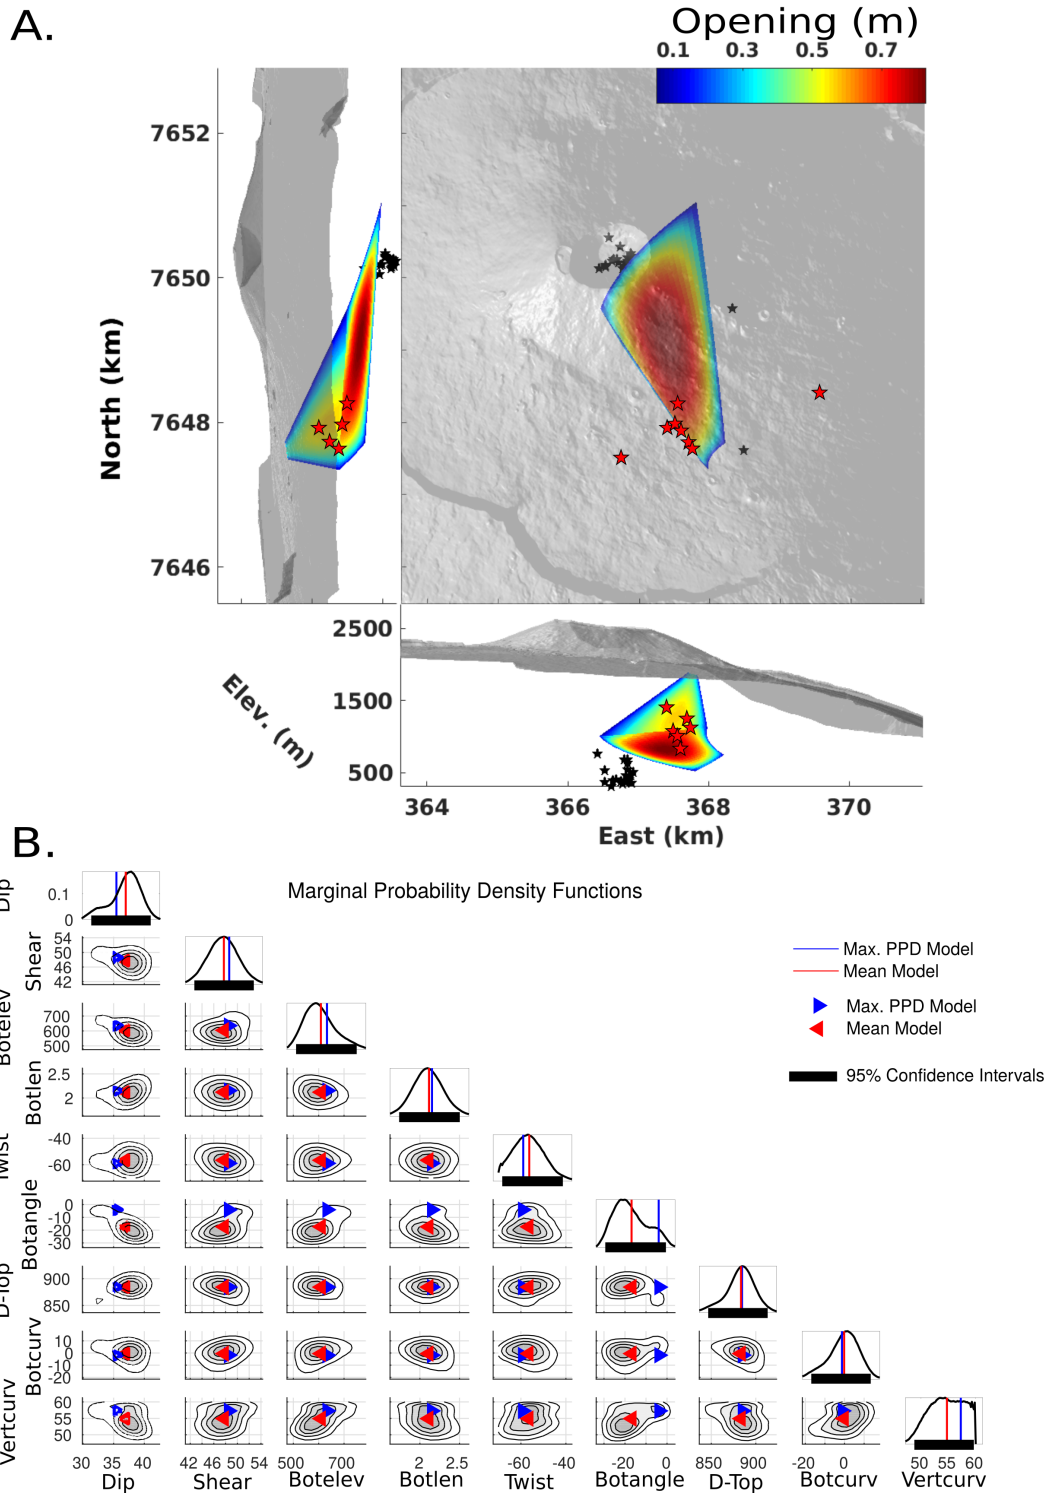 A.
Opening (m)
0.1 0.3 0.5 0.7
7652
7650
7648
7646
North (km)
2500
1500
500
Elev. (m)
364 366 368 370
East (km)
B.
Marginal Probability Density Functions
Dip
0.1
0
Shear
54
50
46
42
Max. PPD Model
Mean Model
Max. PPD Model
Mean Model
95% Confidence Intervals
Botelev
700
600
500
Botlen
2.5
2
Twist
-40
-60
Botangle
0
-10
-20
-30
D-Top
900
850
Botcurv
10
0
-10
-20
Vertcurv
60
55
50
30 35 40 42 46 50 54 500 700 2 2.5 -60 -40 -20 0 850 900 -20 0 50 55 60
Dip Shear Botelev Botlen Twist Botangle D-Top Botcurv Vertcurv